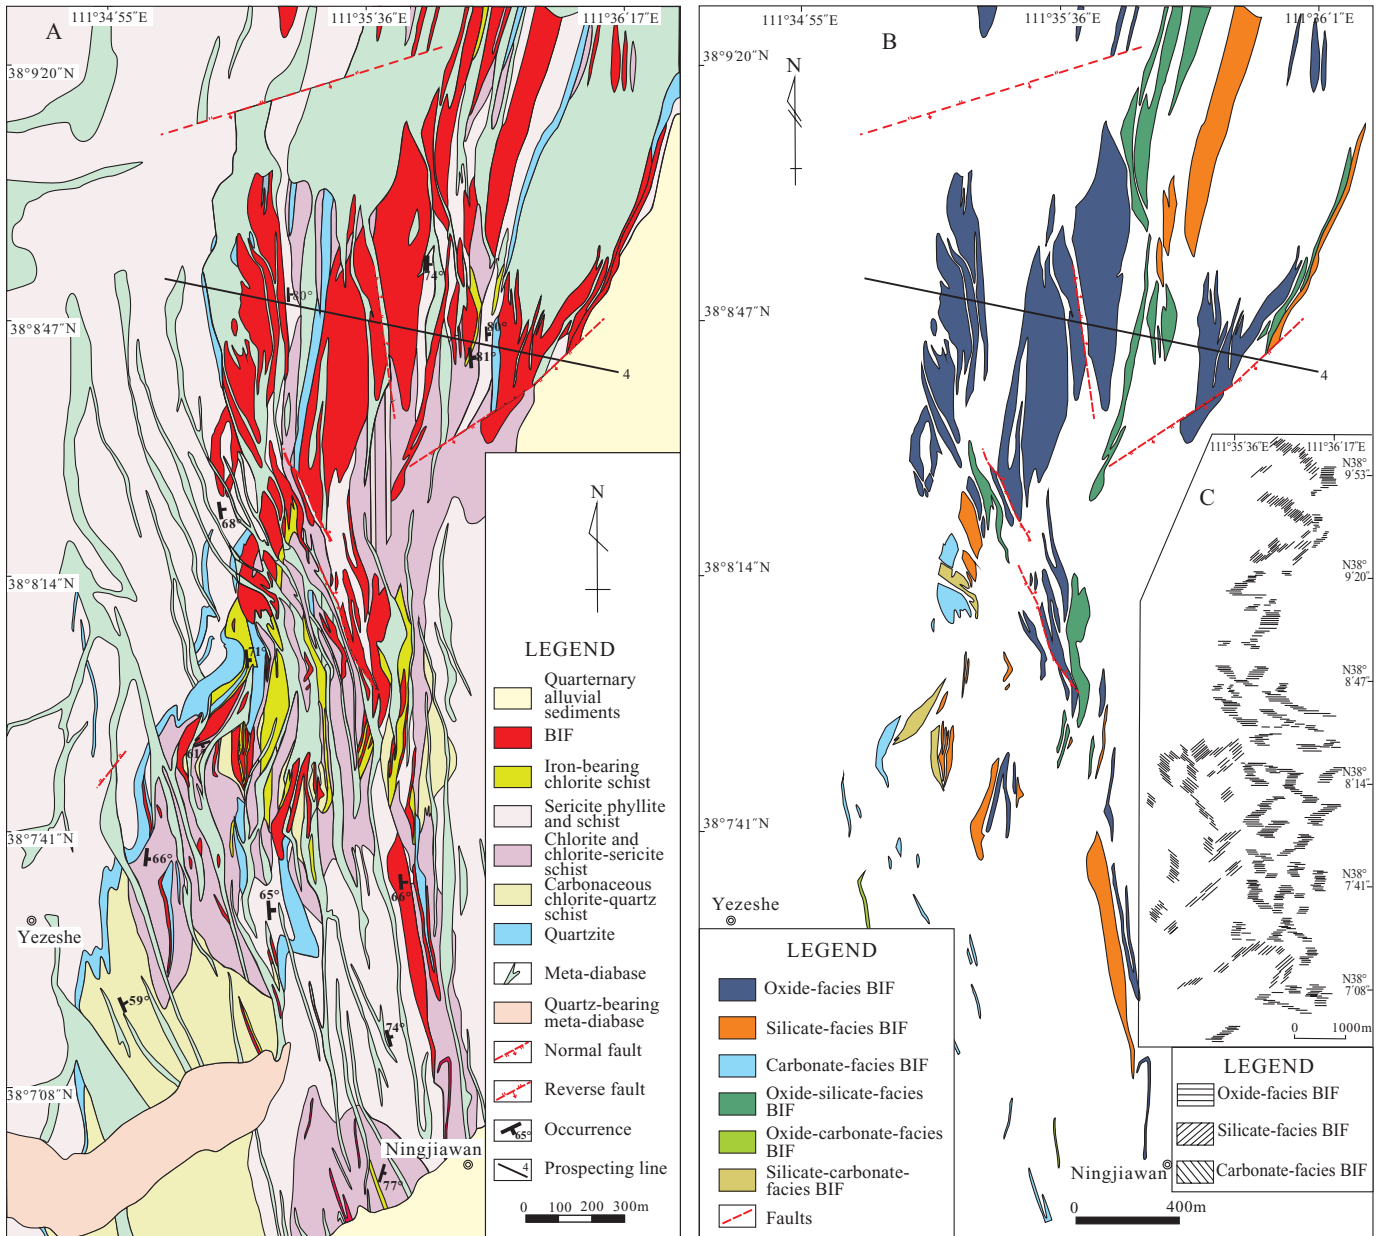 A
111°34′55″
111°35′36″E
111°36′17″E
38°9′20″N
38°8′47″N
38°8′14″N
38°7′41″N
38°7′08″N
74°
80°
80°
81°
4
68°
71°
61°
66°
66°
65°
59°
74°
77°
Yezeshe
Ningjiawan
N
LEGEND
Quarternary
alluvial
sediments
BIF
Iron-bearing
chlorite schist
Sericite phyllite
and schist
Chlorite and
chlorite-sericite
schist
Carbonaceous
chlorite-quartz
schist
Quartzite
Meta-diabase
Quartz-bearing
meta-diabase
Normal fault
Reverse fault
65°
Occurrence
4
Prospecting line
0 100 200 300m
B
111°34′55″E
111°35′36″E
111°36′1″E
38°9′20″N
38°8′47″N
38°8′14″N
38°7′41″N
N
4
Yezeshe
Ningjiawan
LEGEND
Oxide-facies BIF
Silicate-facies BIF
Carbonate-facies BIF
Oxide-silicate-facies
BIF
Oxide-carbonate-facies
BIF
Silicate-carbonate-
facies BIF
Faults
0 400m
C
111°35′36″E
111°36′17″E
N38°
9′53″
N38°
9′20″
N38°
8′47″
N38°
8′14″
N38°
7′41″
N38°
7′08″
0 1000m
LEGEND
Oxide-facies BIF
Silicate-facies BIF
Carbonate-facies BIF